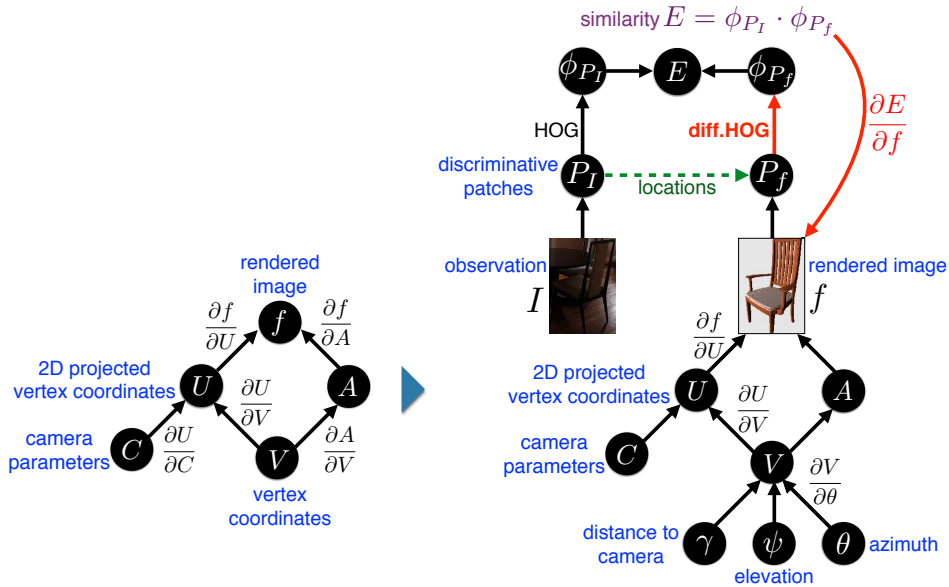 similarity E = ϕ_{P_I} · ϕ_{P_f}
ϕ_{P_I}
E
ϕ_{P_f}
HOG
diff.HOG
∂E
∂f
discriminative
patches
P_I
locations
P_f
observation
I
rendered image
f
rendered
image
f
∂f
∂U
∂f
∂A
2D projected
vertex coordinates
U
∂U
∂V
A
camera
parameters
C
∂U
∂C
V
∂A
∂V
vertex
coordinates
∂f
∂U
2D projected
vertex coordinates
U
∂U
∂V
A
camera
parameters
C
V
∂V
∂θ
distance to
camera
γ
ψ
θ
azimuth
elevation